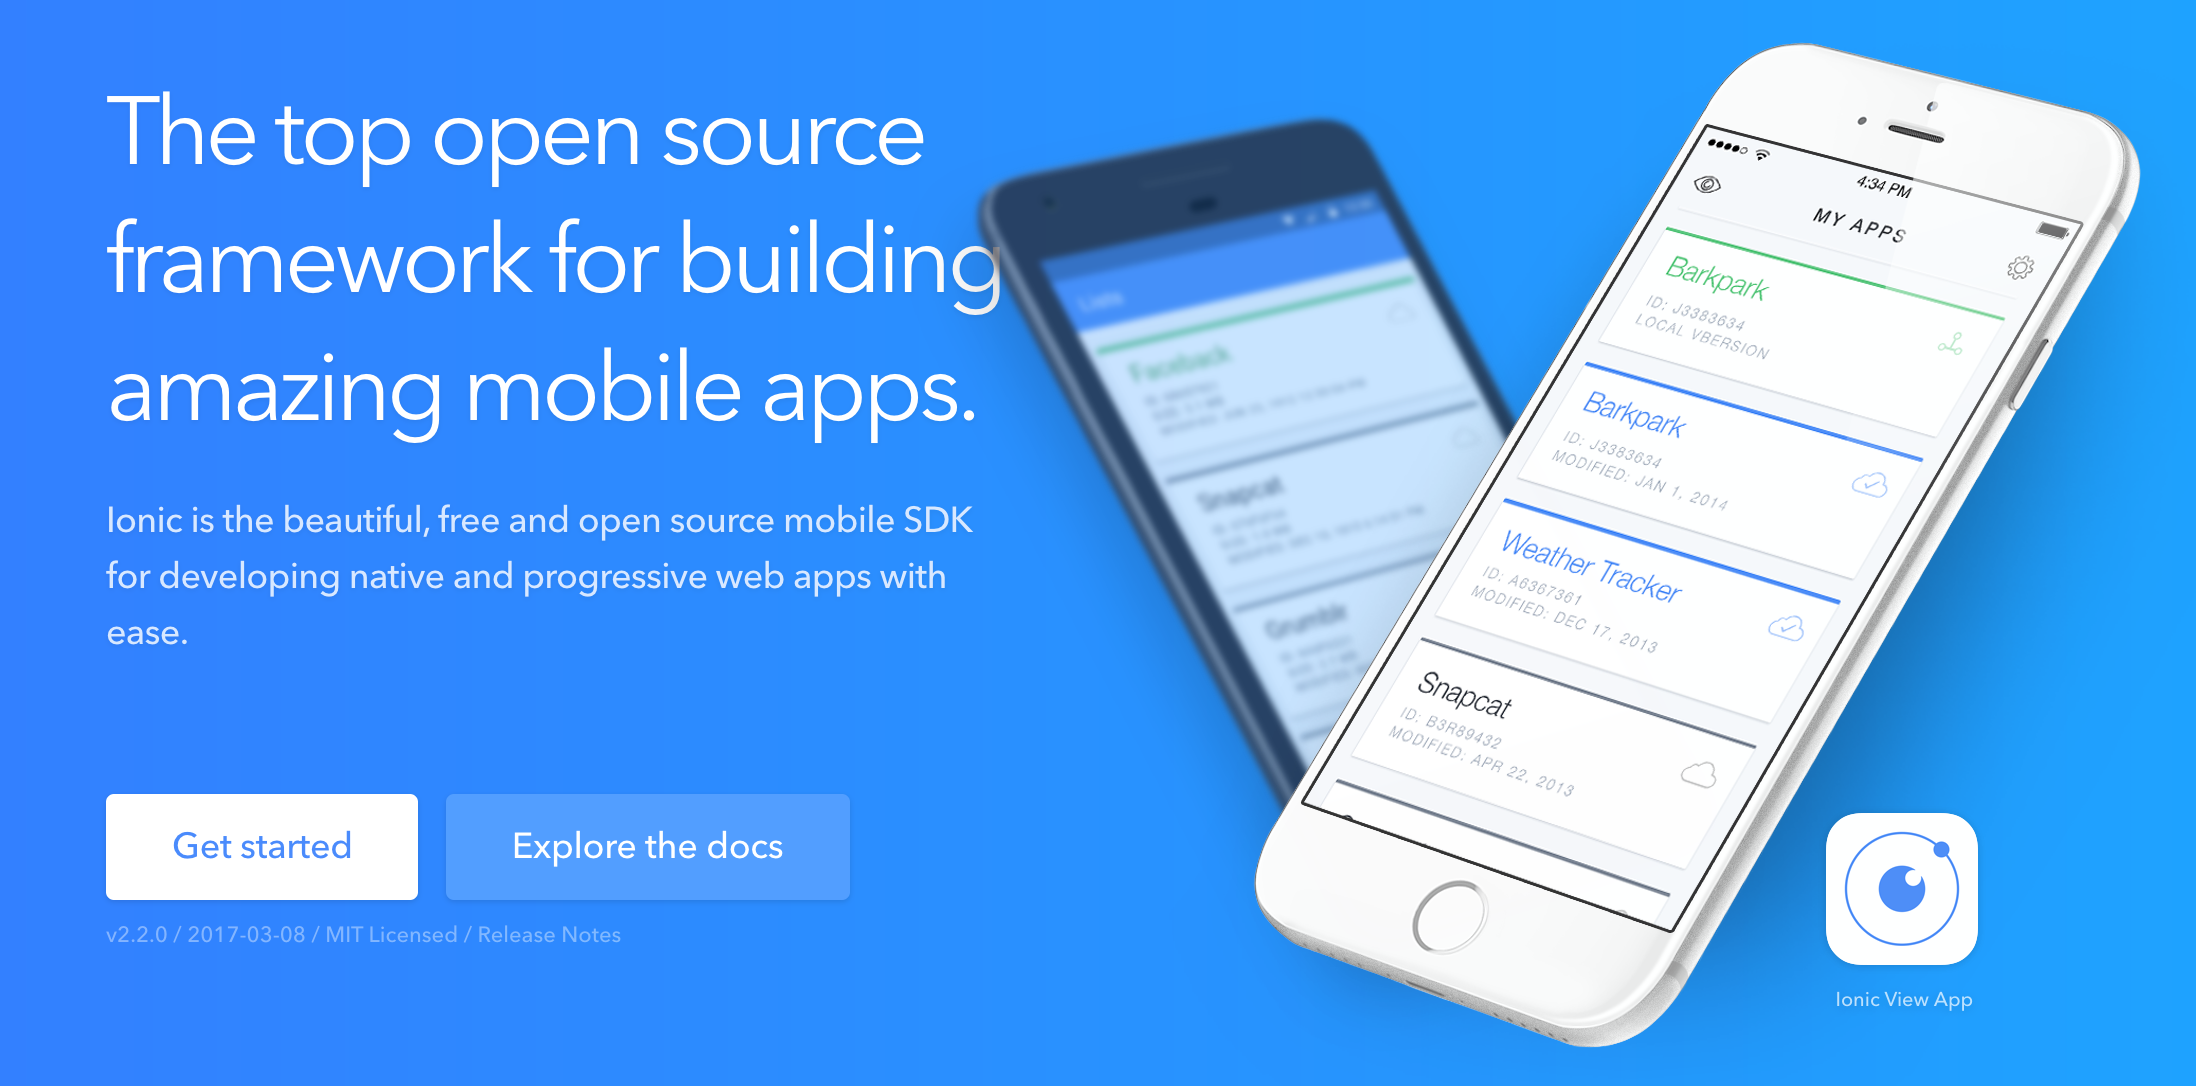 The top open source
framework for building
amazing mobile apps.
Ionic is the beautiful, free and open source mobile SDK
for developing native and progressive web apps with
ease.
Get started
Explore the docs
v2.2.0 / 2017-03-08 / MIT Licensed / Release Notes
Lists
Faceback
Snapcat
Grumblr
4:34 PM
MY APPS
Barkpark
ID: J3383634
LOCAL VBERSION
Barkpark
ID: J3383634
MODIFIED: JAN 1, 2014
Weather Tracker
ID: A6367361
MODIFIED: DEC 17, 2013
Snapcat
ID: B3R89432
MODIFIED: APR 22, 2013
Ionic View App